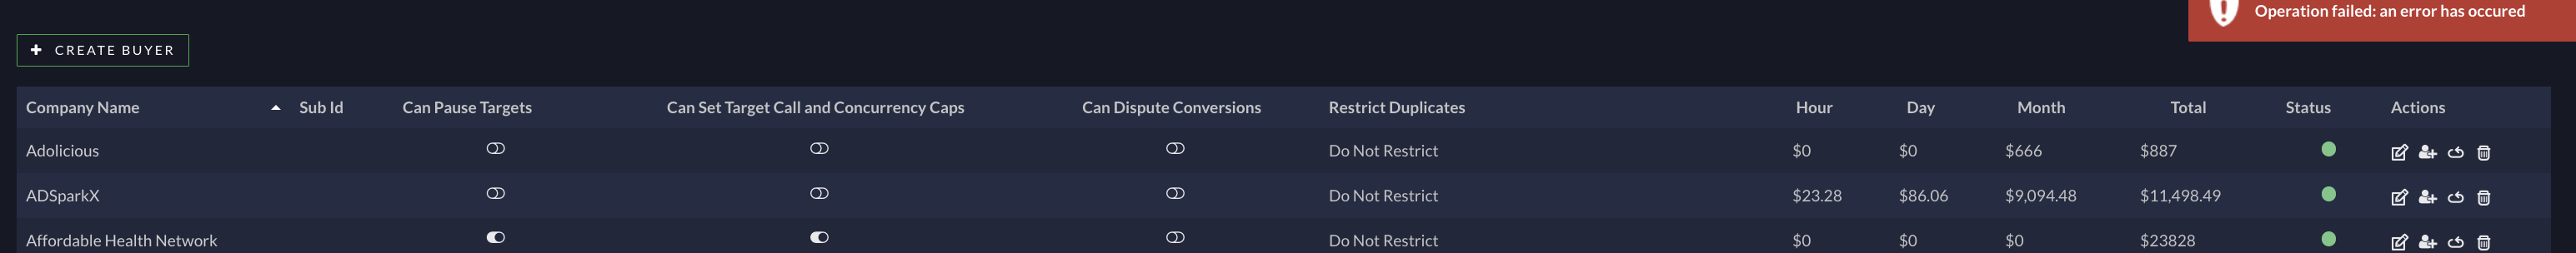 Operation failed: an error has occured
+ CREATE BUYER
Company Name Sub Id Can Pause Targets Can Set Target Call and Concurrency Caps Can Dispute Conversions Restrict Duplicates Hour Day Month Total Status Actions
Adolicious Do Not Restrict $0 $0 $666 $887
ADSparkX Do Not Restrict $23.28 $86.06 $9,094.48 $11,498.49
Affordable Health Network Do Not Restrict $0 $0 $0 $23828